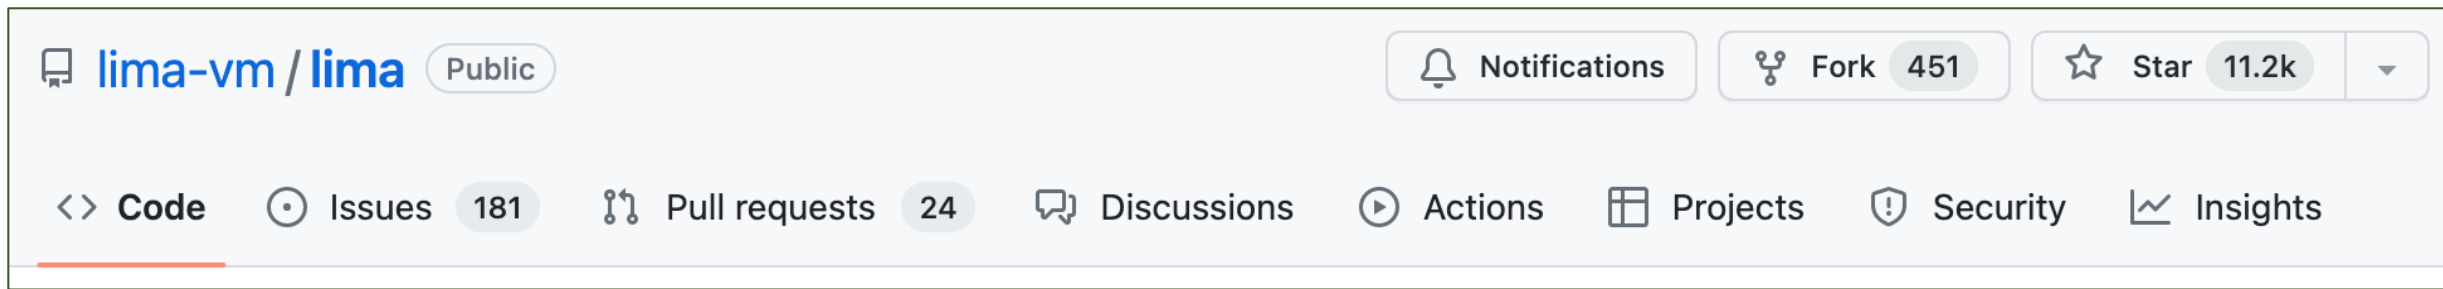 lima-vm / lima Public Notifications Fork 451 Star 11.2k
Code Issues 181 Pull requests 24 Discussions Actions Projects Security Insights